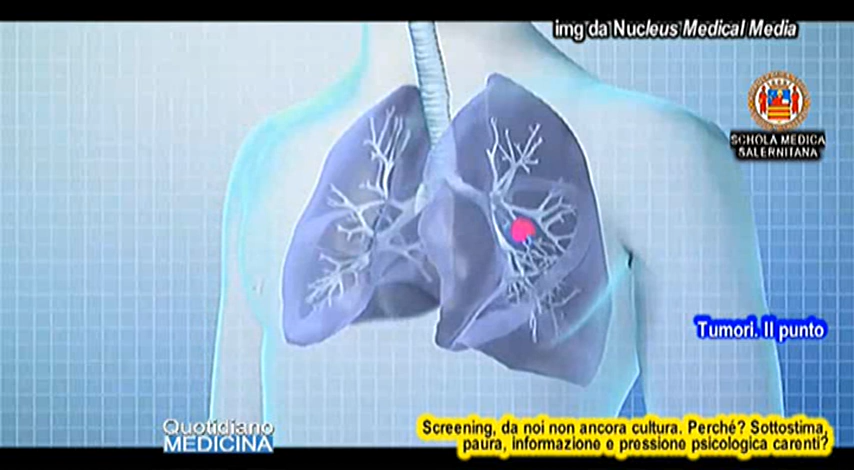 img da Nucleus Medical Media
SCHOLA MEDICA
SALERNITANA
Tumori. Il punto
Quotidiano
MEDICINA
Screening, da noi non ancora cultura. Perché? Sottostima,
paura, informazione e pressione psicologica carenti?